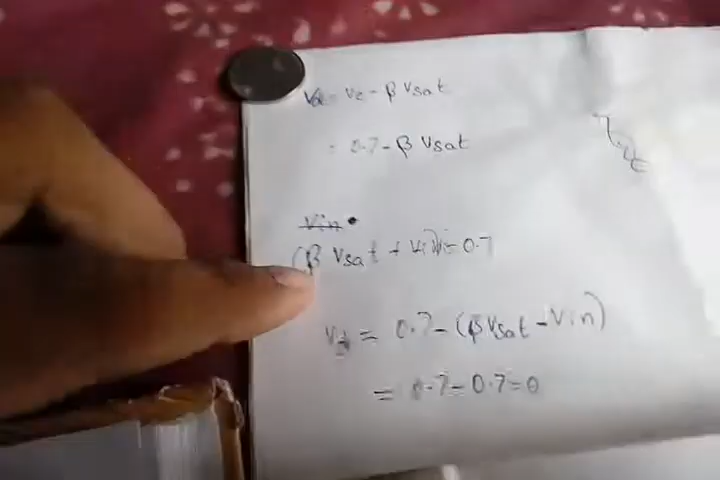 Vd = Vc - β Vsat
= 0.7 - β Vsat
Vin
(β Vsat + Vin) = 0.7
Vd = 0.7 - (β Vsat - Vin)
= 0.7 - 0.7 = 0